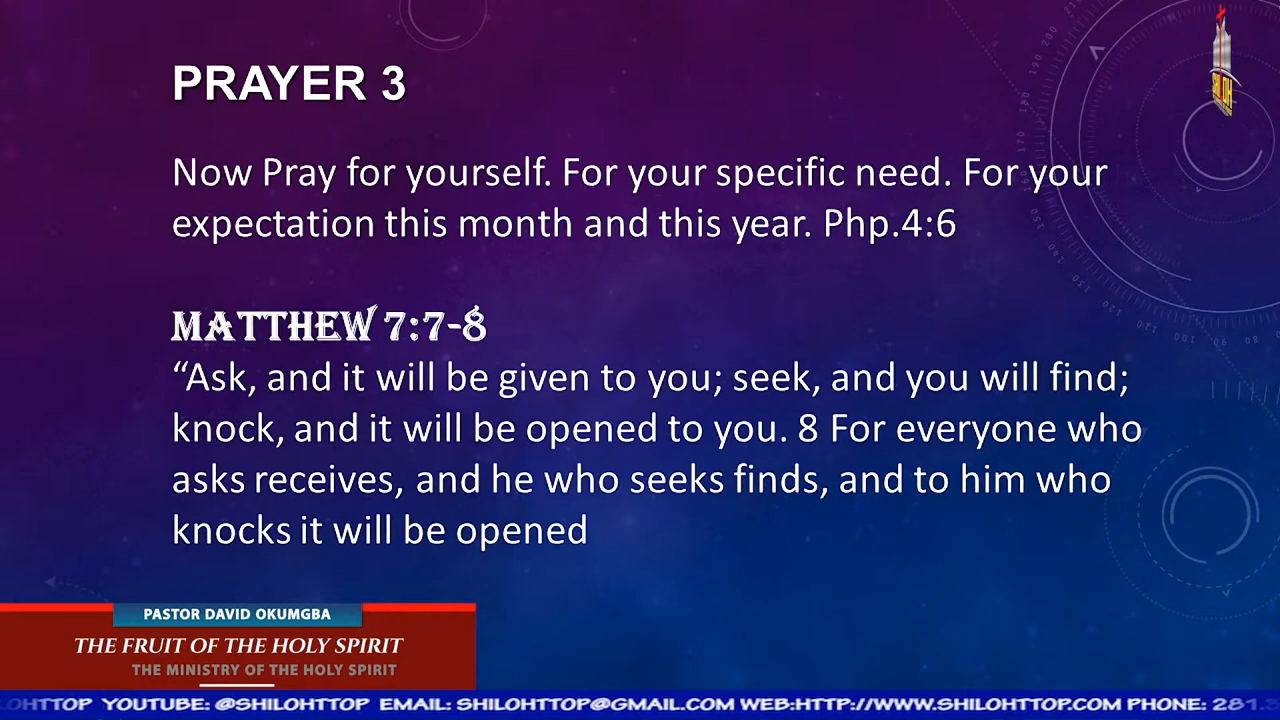 PRAYER 3
Now Pray for yourself. For your specific need. For your
expectation this month and this year. Php.4:6
MATTHEW 7:7-8
“Ask, and it will be given to you; seek, and you will find;
knock, and it will be opened to you. 8 For everyone who
asks receives, and he who seeks finds, and to him who
knocks it will be opened
PASTOR DAVID OKUMGBA
THE FRUIT OF THE HOLY SPIRIT
THE MINISTRY OF THE HOLY SPIRIT
OHTTOP YOUTUBE: @SHILOHTTOP EMAIL: SHILOHTTOP@GMAIL.COM WEB:HTTP://WWW.SHILOHTTOP.COM PHONE: 281.